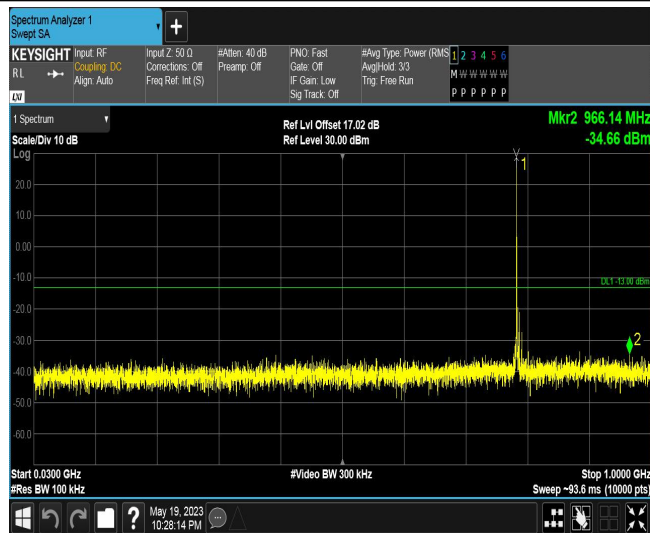 Spectrum Analyzer 1
Swept SA
+
KEYSIGHT
RL
LXI
Input: RF
Coupling: DC
Align: Auto
Input Z: 50 Ω
Corrections: Off
Freq Ref: Int (S)
#Atten: 40 dB
Preamp: Off
PNO: Fast
Gate: Off
IF Gain: Low
Sig Track: Off
#Avg Type: Power (RMS
Avg|Hold: 3/3
Trig: Free Run
1 2 3 4 5 6
M W W W W W
P P P P P P
1 Spectrum
Scale/Div 10 dB
Log
Ref Lvl Offset 17.02 dB
Ref Level 30.00 dBm
Mkr2 966.14 MHz
-34.66 dBm
1
20.0
10.0
0.00
-10.0
DL1 -13.00 dBm
-20.0
-30.0
2
-40.0
-50.0
-60.0
Start 0.0300 GHz
#Res BW 100 kHz
#Video BW 300 kHz
Stop 1.0000 GHz
Sweep ~93.6 ms (10000 pts)
?
May 19, 2023
10:28:14 PM